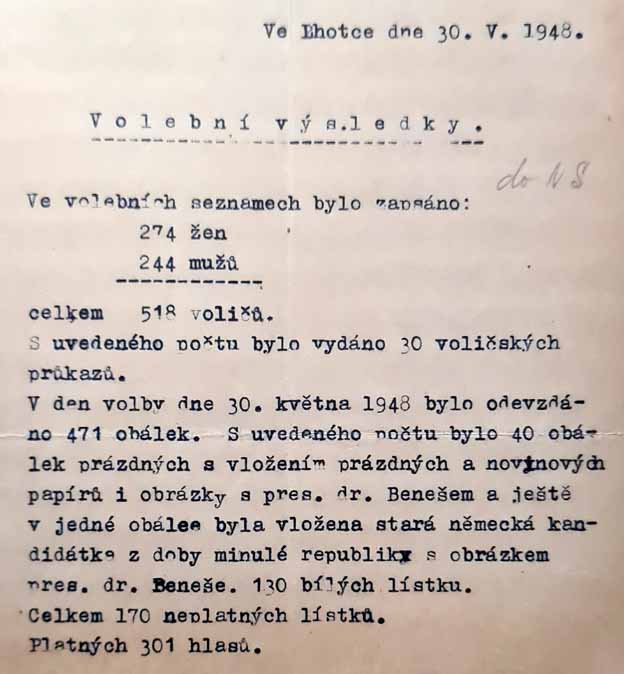 Ve Lhotce dne 30. V. 1948.
Volební výs.ledky.
do NS
Ve volebních seznamech bylo zapsáno:
274 žen
244 mužů
celkem 518 voličů.
S uvedeného počtu bylo vydáno 30 voličských
průkazů.
V den volby dne 30. května 1948 bylo odevzdá-
no 471 obálek. S uvedeného počtu bylo 40 obá-
lek prázdných s vložením prázdných a novinových
papírů i obrázky s pres. dr. Benešem a ještě
v jedné obálee byla vložena stará německá kan-
didátka z doby minulé republiky s obrázkem
pres. dr. Beneše. 130 bílých lístku.
Celkem 170 neplatných lístků.
Platných 301 hlasů.